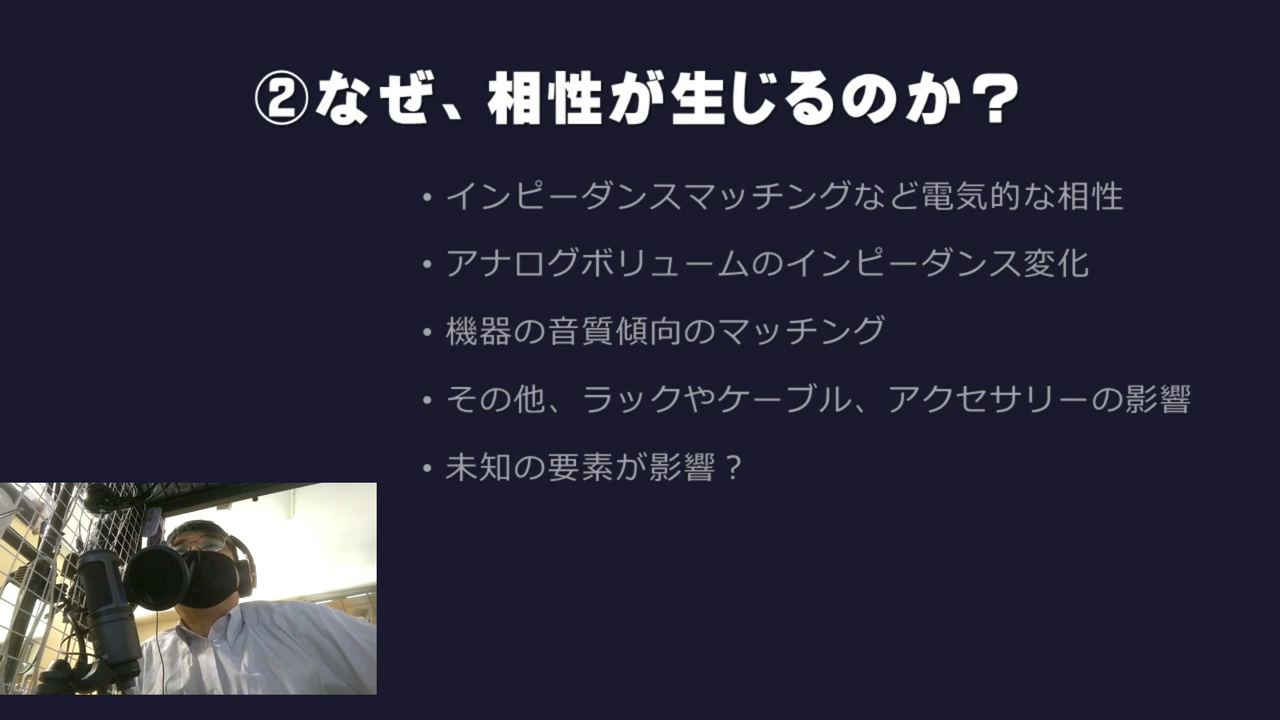 ②なぜ、相性が生じるのか？
• インピーダンスマッチングなど電気的な相性
• アナログボリュームのインピーダンス変化
• 機器の音質傾向のマッチング
• その他、ラックやケーブル、アクセサリーの影響
• 未知の要素が影響？